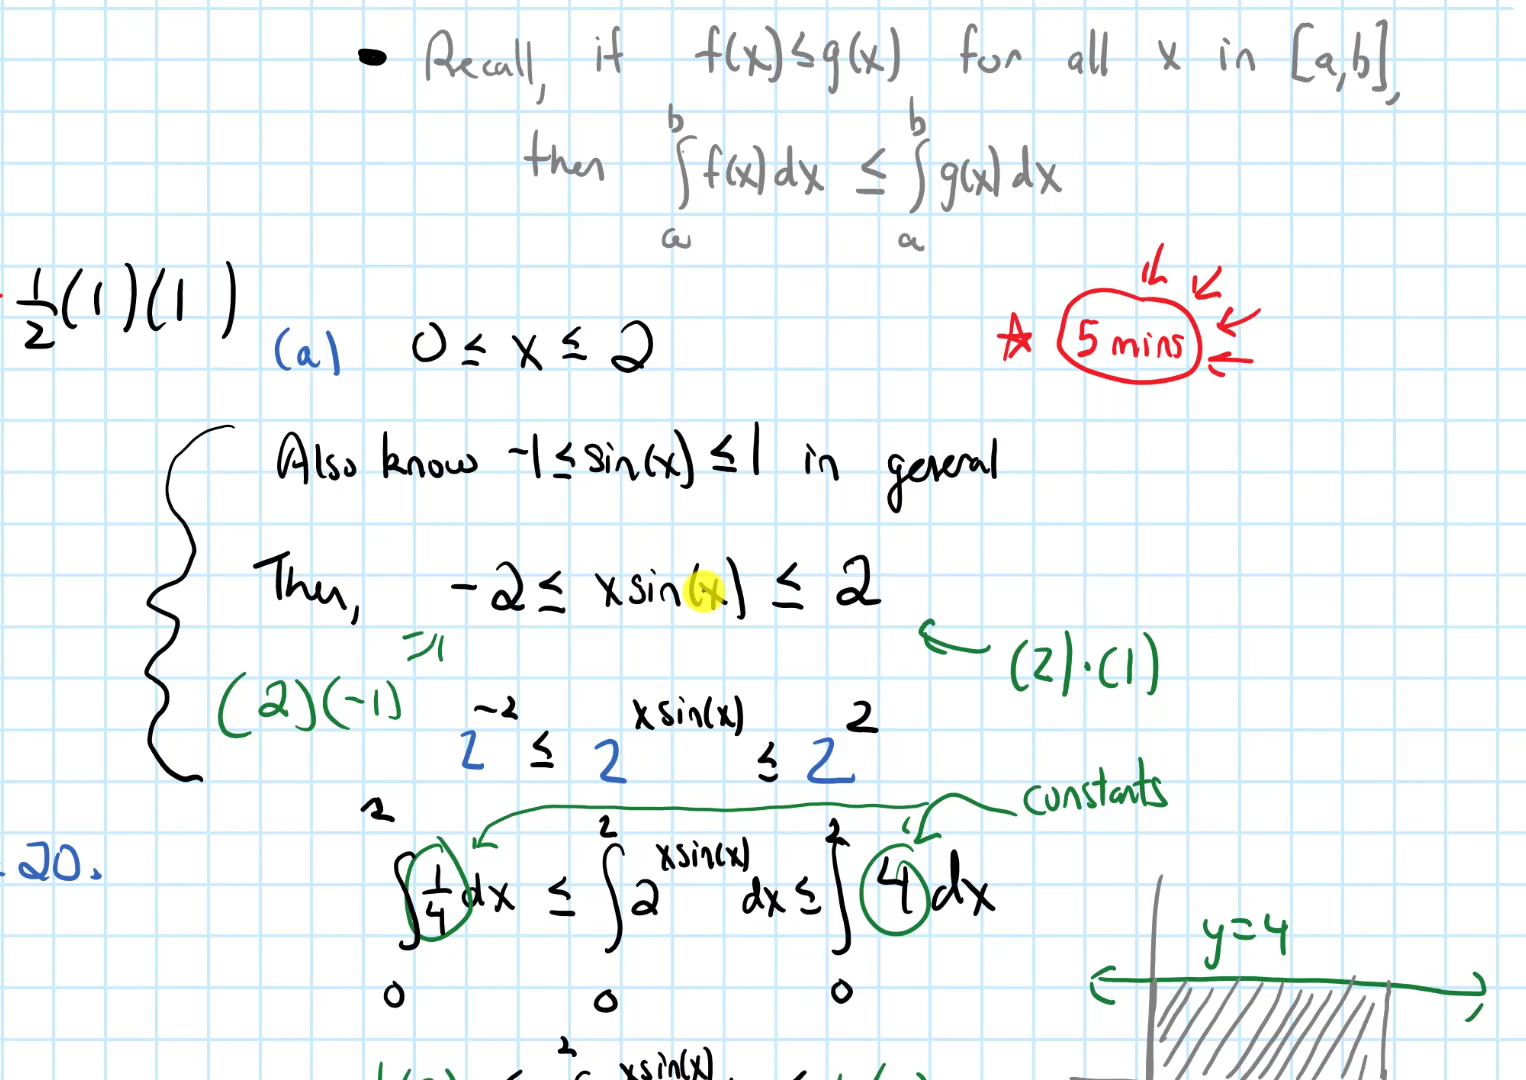 • Recall, if f(x) ≤ g(x) for all x in [a,b],
then ∫_a^b f(x) dx ≤ ∫_a^b g(x) dx
1/2 (1)(1)
(a) 0 ≤ x ≤ 2
☆ 5 mins
Also know -1 ≤ sin(x) ≤ 1 in general
Then, -2 ≤ x sin(x) ≤ 2
(2)(-1)
(2)·(1)
2^-2 ≤ 2^(x sin(x)) ≤ 2^2
constants
20.
∫_0^2 1/4 dx ≤ ∫_0^2 2^(x sin(x)) dx ≤ ∫_0^2 4 dx
y=4
2 x sin(x)